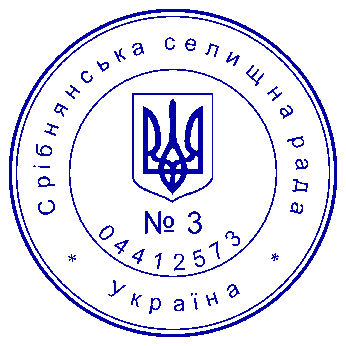 Срібнянська селищна рада
№ 3
04412573
* Україна *